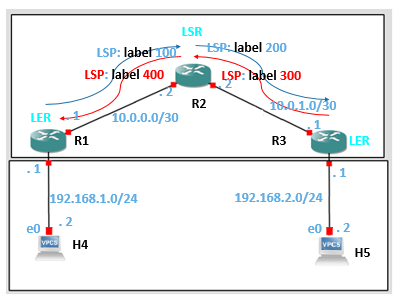 LSR
LSP: label 100
LSP: label 200
LSP: label 400
LSP: label 300
LER
.1
.2
R2
.2
10.0.1.0/30
10.0.0.0/30
.1
R1
R3
LER
.1
.1
192.168.1.0/24
192.168.2.0/24
e0
.2
e0
.2
VPCS
H4
VPCS
H5